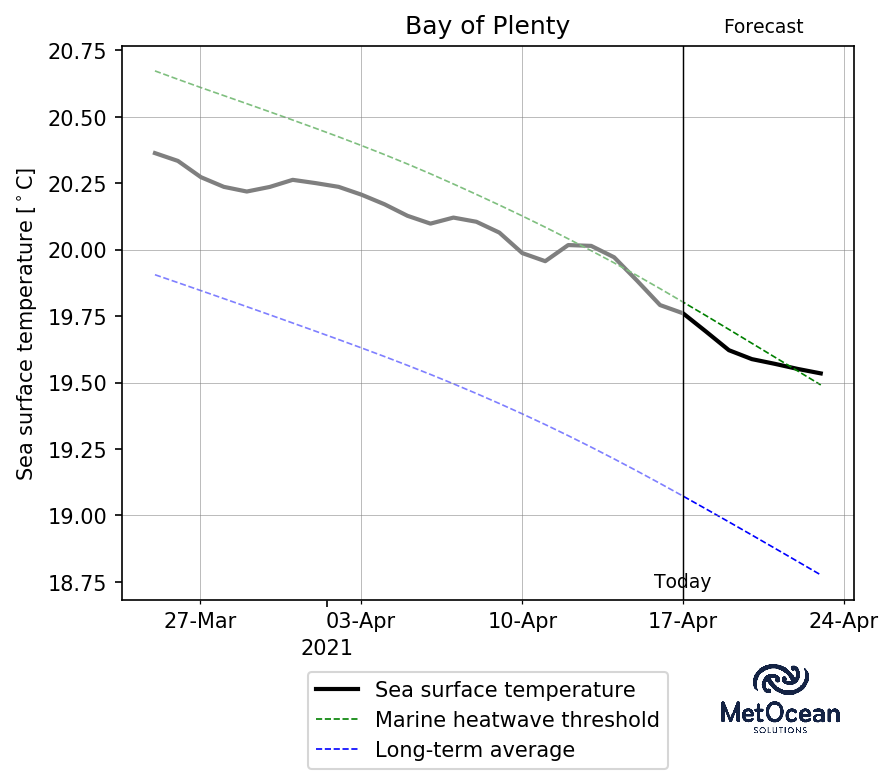 Bay of Plenty
Forecast
20.75
20.50
20.25
20.00
19.75
19.50
19.25
19.00
18.75
Sea surface temperature [°C]
Today
27-Mar 03-Apr 10-Apr 17-Apr 24-Apr
2021
Sea surface temperature
Marine heatwave threshold
Long-term average
MetOcean
SOLUTIONS